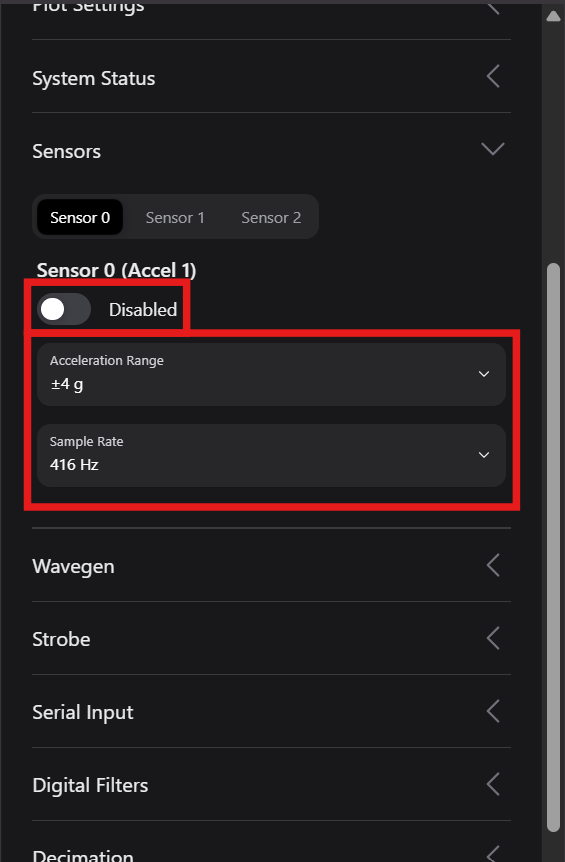 Plot Settings
System Status
Sensors
Sensor 0 Sensor 1 Sensor 2
Sensor 0 (Accel 1)
Disabled
Acceleration Range
±4 g
Sample Rate
416 Hz
Wavegen
Strobe
Serial Input
Digital Filters
Decimation